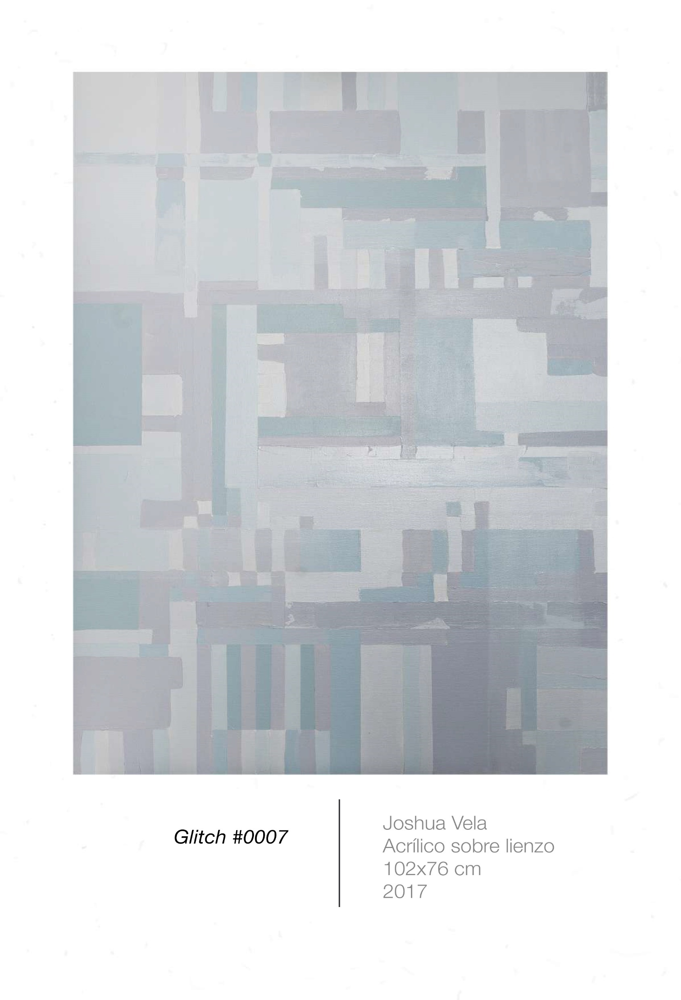 Glitch #0007
Joshua Vela
Acrílico sobre lienzo
102x76 cm
2017